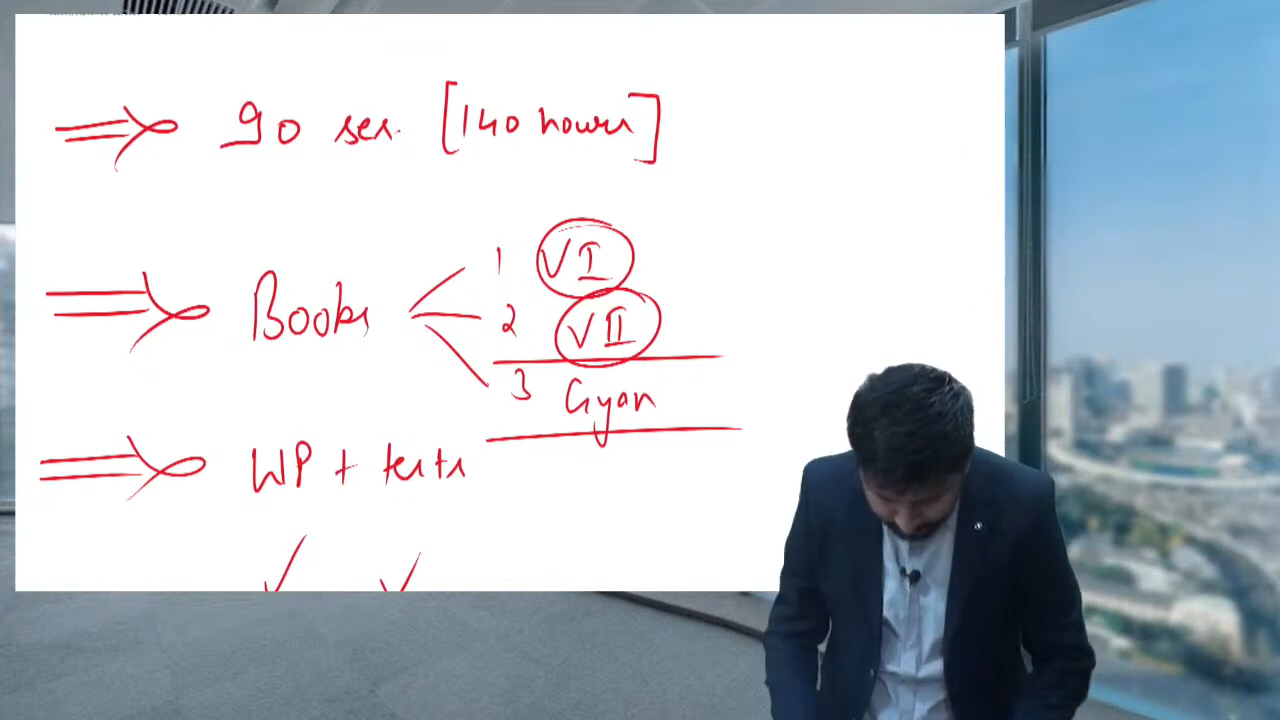 90 ses. [140 hours]
Books
1 VI
2 VII
3 Gyan
WP + tests